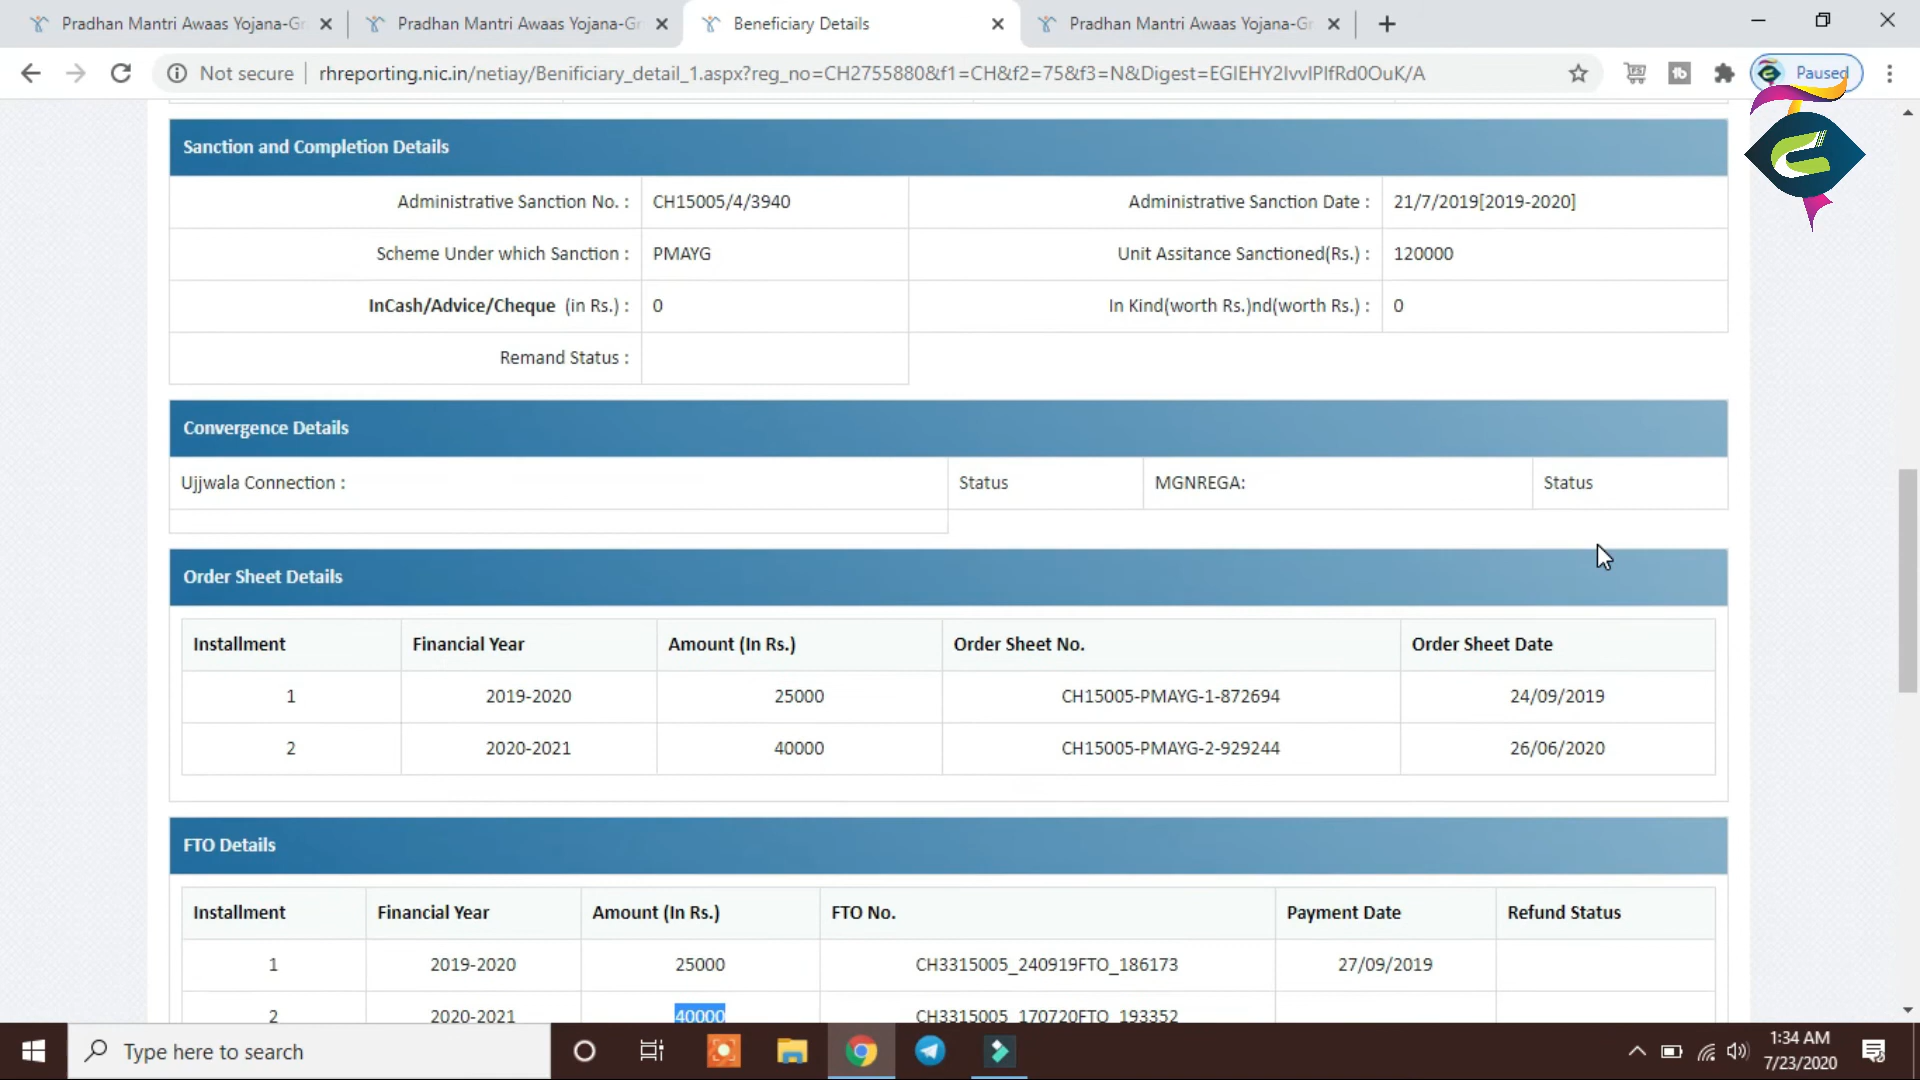 Pradhan Mantri Awaas Yojana-Gr
Pradhan Mantri Awaas Yojana-Gr
Beneficiary Details
Pradhan Mantri Awaas Yojana-Gr
Not secure
rhreporting.nic.in/netiay/Benificiary_detail_1.aspx?reg_no=CH2755880&f1=CH&f2=75&f3=N&Digest=EGIEHY2IvvIPIfRd0OuK/A
Paused
Sanction and Completion Details
Administrative Sanction No. : CH15005/4/3940 Administrative Sanction Date : 21/7/2019[2019-2020]
Scheme Under which Sanction : PMAYG Unit Assitance Sanctioned(Rs.) : 120000
InCash/Advice/Cheque (in Rs.) : 0 In Kind(worth Rs.)nd(worth Rs.) : 0
Remand Status :
Convergence Details
Ujjwala Connection : Status MGNREGA: Status
Order Sheet Details
Installment Financial Year Amount (In Rs.) Order Sheet No. Order Sheet Date
1 2019-2020 25000 CH15005-PMAYG-1-872694 24/09/2019
2 2020-2021 40000 CH15005-PMAYG-2-929244 26/06/2020
FTO Details
Installment Financial Year Amount (In Rs.) FTO No. Payment Date Refund Status
1 2019-2020 25000 CH3315005_240919FTO_186173 27/09/2019
2 2020-2021 40000 CH3315005_170720FTO_193352
Type here to search
1:34 AM
7/23/2020